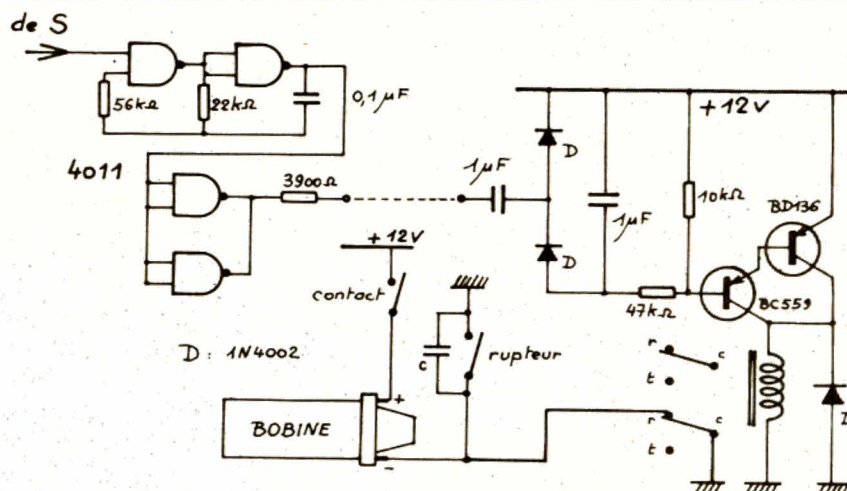 de S
56kΩ
22kΩ
0,1µF
4011
3900Ω
1µF
D
D
1µF
+12V
10kΩ
BD136
BC559
47kΩ
+12V
contact
D : 1N4002
c
rupteur
BOBINE
+
-
r
c
t
r
c
t
D